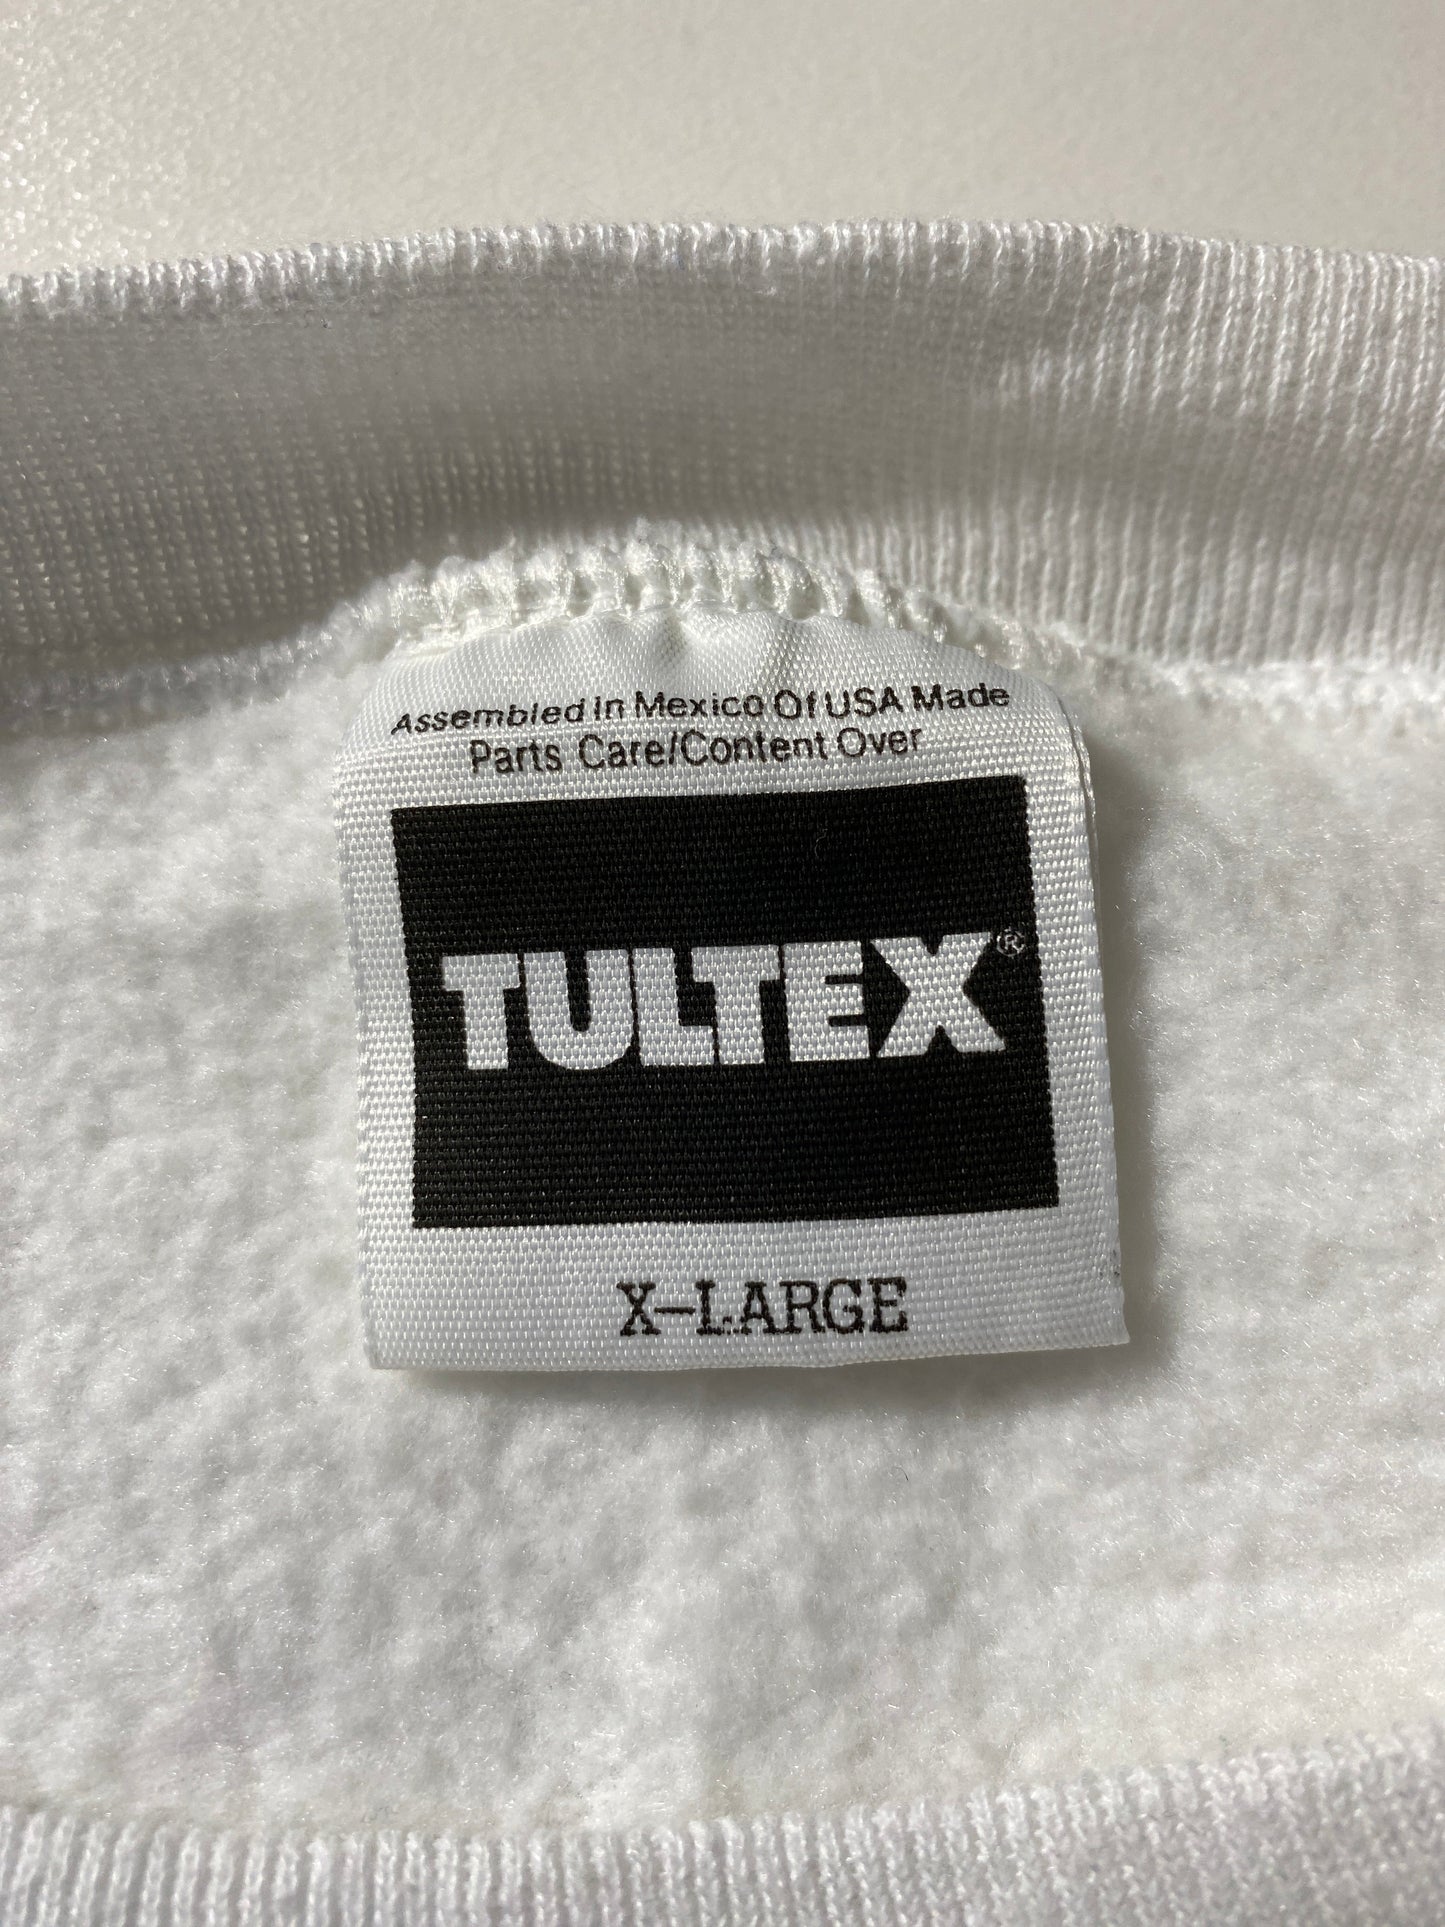 Assembled In Mexico Of USA Made
Parts Care/Content Over
TULTEX®
X-LARGE